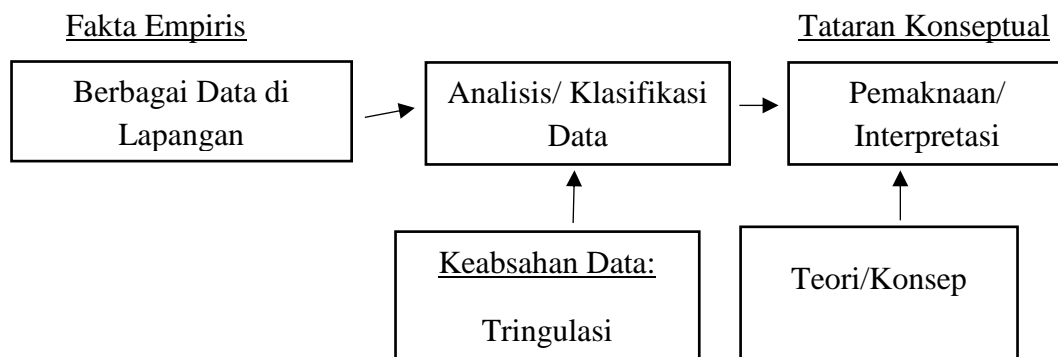 Fakta Empiris
Tataran Konseptual
Berbagai Data di
Lapangan
Analisis/ Klasifikasi
Data
Pemaknaan/
Interpretasi
Keabsahan Data:
Tringulasi
Teori/Konsep